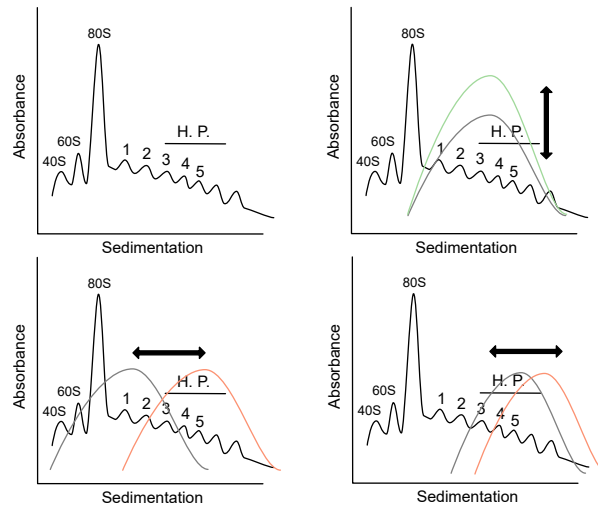 80S
60S
40S
1 2 3 4 5
H. P.
Absorbance
Sedimentation
80S
60S
40S
1 2 3 4 5
H. P.
Absorbance
Sedimentation
80S
60S
40S
1 2 3 4 5
H. P.
Absorbance
Sedimentation
80S
60S
40S
1 2 3 4 5
H. P.
Absorbance
Sedimentation